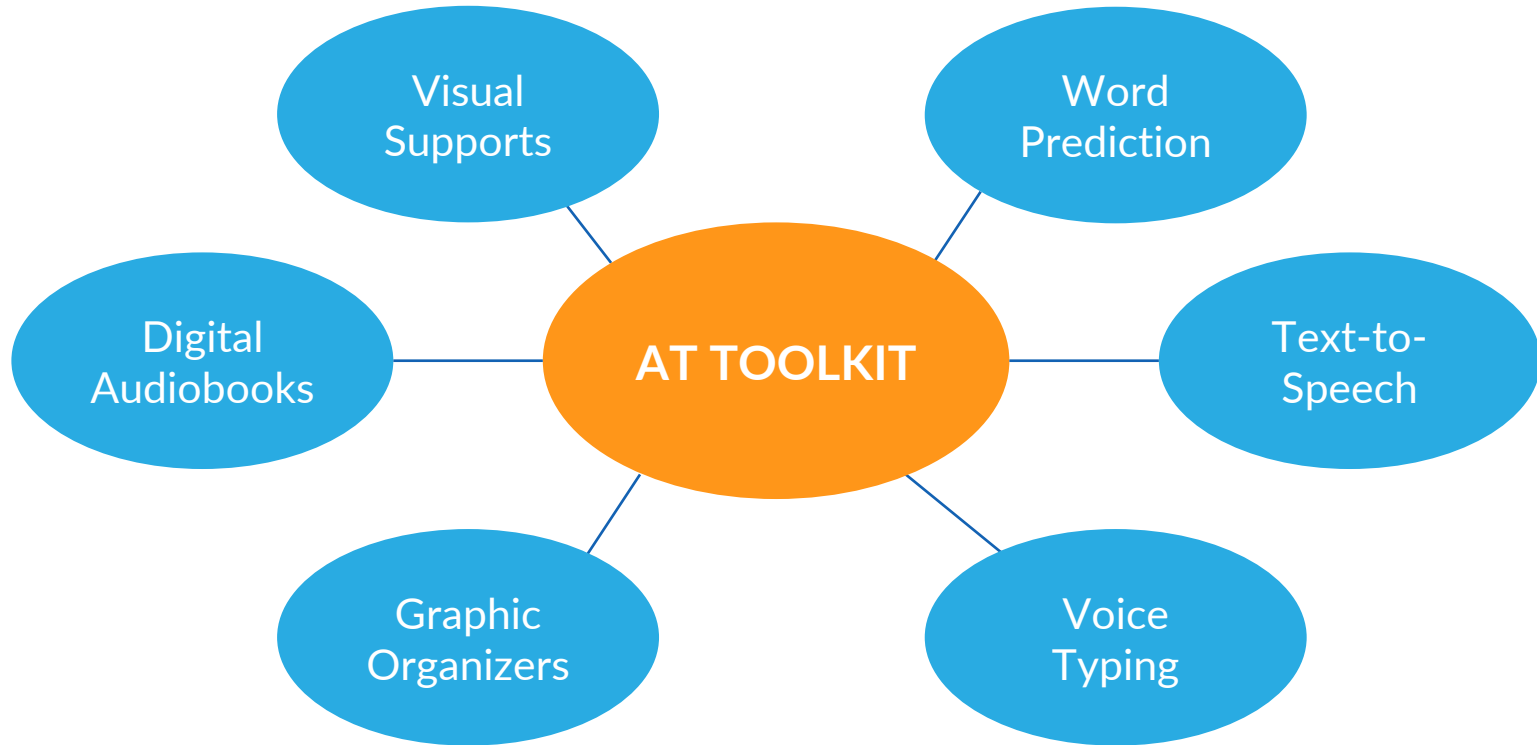 Visual
Supports
Word
Prediction
Digital
Audiobooks
AT TOOLKIT
Text-to-
Speech
Graphic
Organizers
Voice
Typing